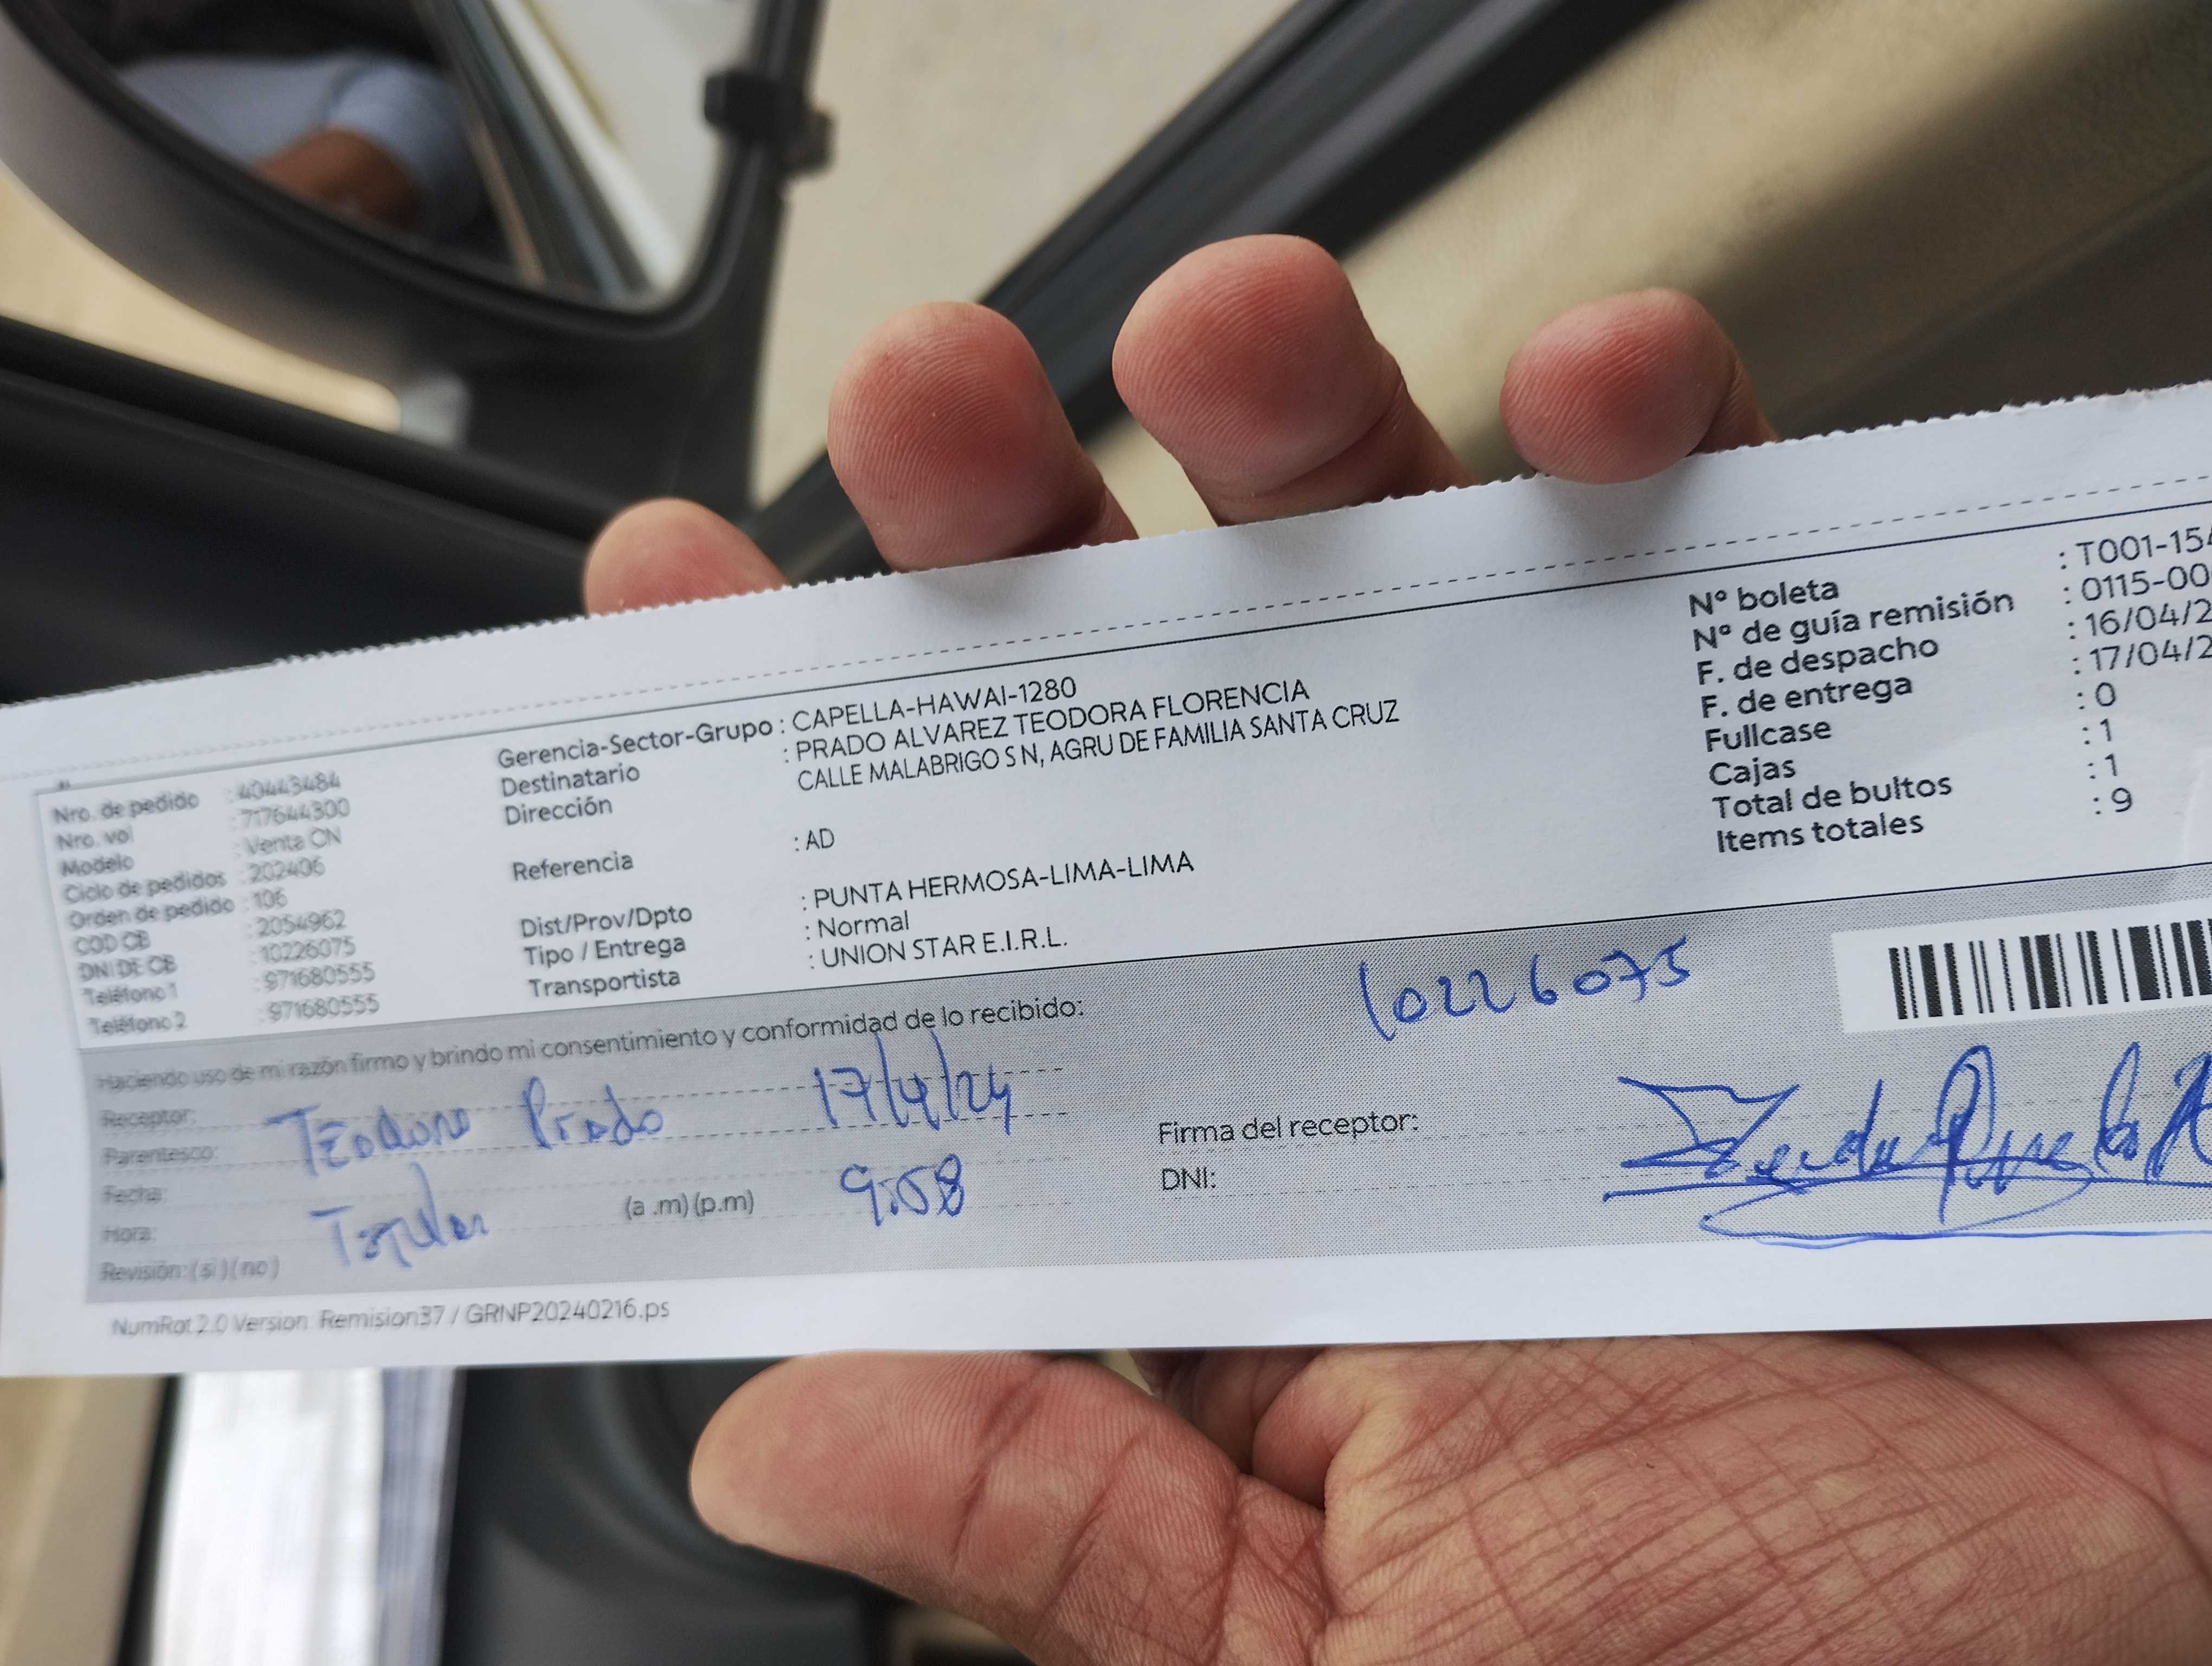 Nro. de pedido : 40443484
Nro. vol : 717644300
Modelo : Venta CN
Ciclo de pedidos : 202406
Orden de pedido : 106
COD CB : 2054962
DNI DE CB : 10226075
Teléfono 1 : 971680555
Teléfono 2 : 971680555
Gerencia-Sector-Grupo : CAPELLA-HAWAI-1280
Destinatario : PRADO ALVAREZ TEODORA FLORENCIA
Dirección CALLE MALABRIGO S N, AGRU DE FAMILIA SANTA CRUZ
Referencia : AD
Dist/Prov/Dpto : PUNTA HERMOSA-LIMA-LIMA
Tipo / Entrega : Normal
Transportista : UNION STAR E.I.R.L.
N° boleta : T001-154
N° de guía remisión : 0115-00
F. de despacho : 16/04/2
F. de entrega : 17/04/2
Fullcase : 0
Cajas : 1
Total de bultos : 1
Items totales : 9
Haciendo uso de mi razón firmo y brindo mi consentimiento y conformidad de lo recibido:
10226075
Receptor:
Parentesco: Teodora Prado 17/4/24
Fecha:
Hora: (a .m) (p.m) 9:58
Revisión: ( si ) ( no )
Firma del receptor:
DNI:
NumRot 2.0 Version: Remision37 / GRNP20240216.ps